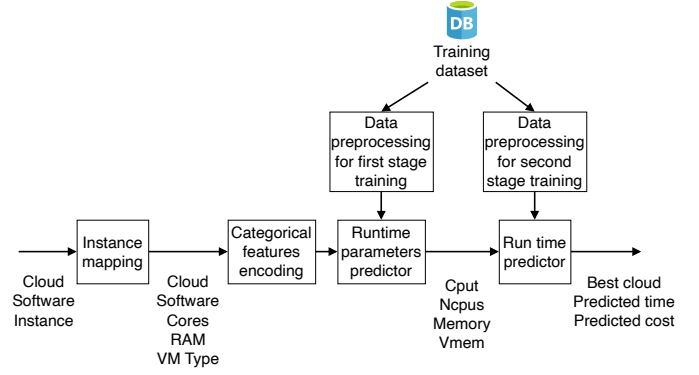 DB
Training
dataset
Data
preprocessing
for first stage
training
Data
preprocessing
for second
stage training
Instance
mapping
Categorical
features
encoding
Runtime
parameters
predictor
Run time
predictor
Cloud
Software
Instance
Cloud
Software
Cores
RAM
VM Type
Cput
Ncpus
Memory
Vmem
Best cloud
Predicted time
Predicted cost